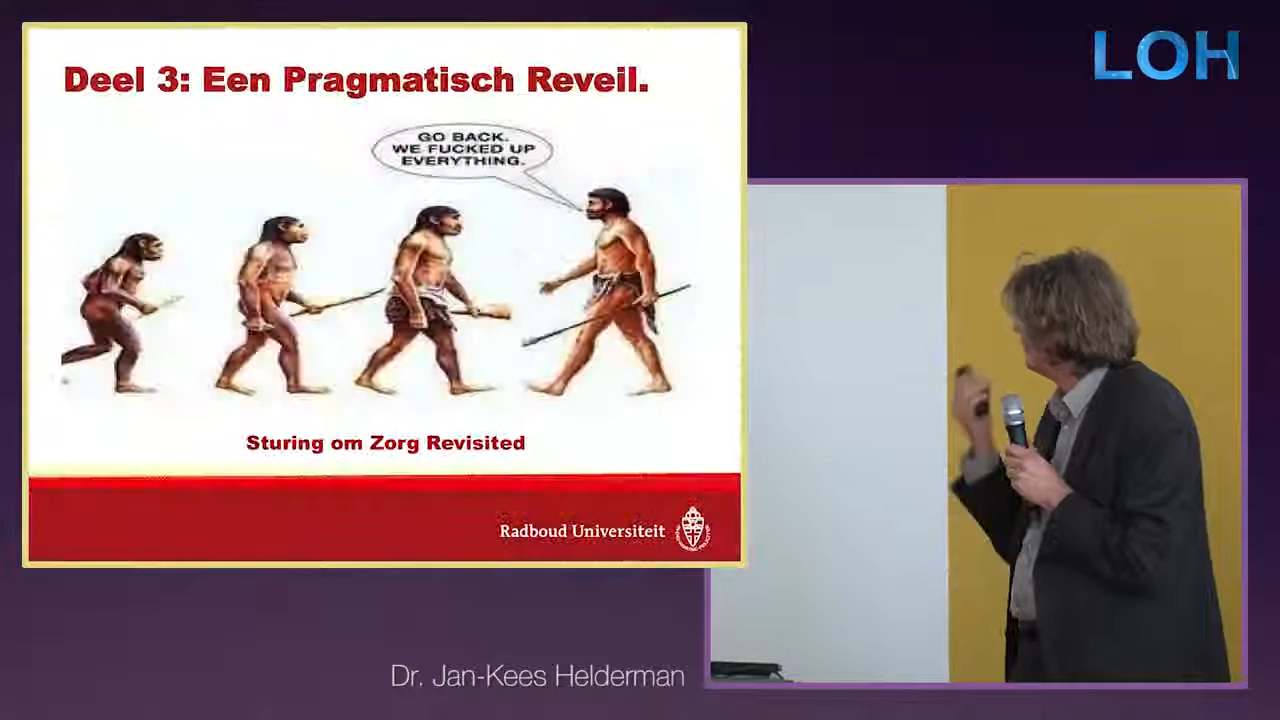 Deel 3: Een Pragmatisch Reveil.
GO BACK.
WE FUCKED UP
EVERYTHING.
Sturing om Zorg Revisited
Radboud Universiteit
LOH
Dr. Jan-Kees Helderman